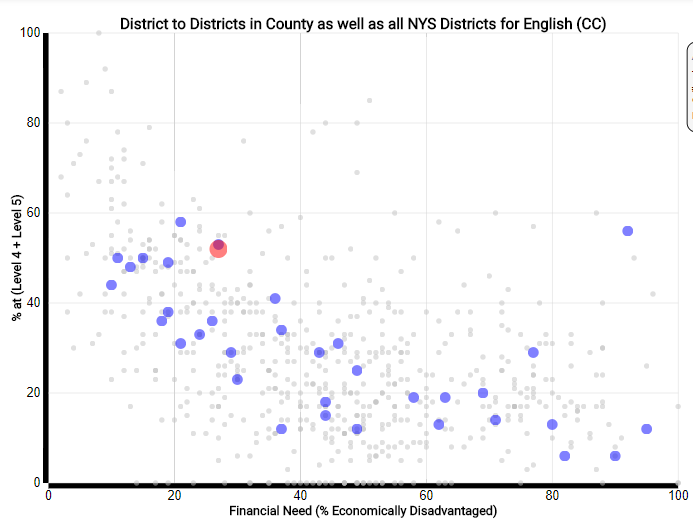 District to Districts in County as well as all NYS Districts for English (CC)
100
80
60
40
20
0
% at (Level 4 + Level 5)
0 20 40 60 80 100
Financial Need (% Economically Disadvantaged)